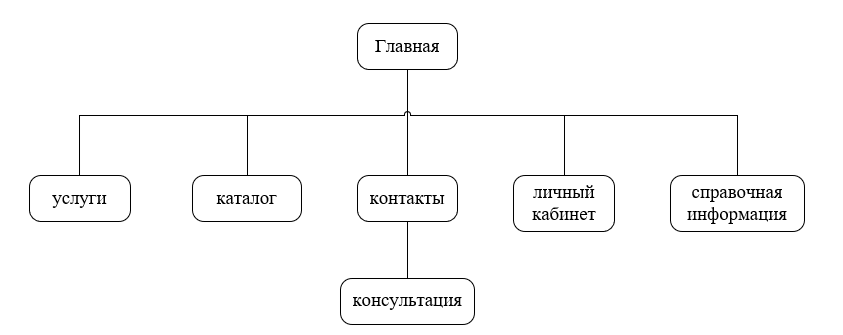 Главная
услуги
каталог
контакты
личный
кабинет
справочная
информация
консультация